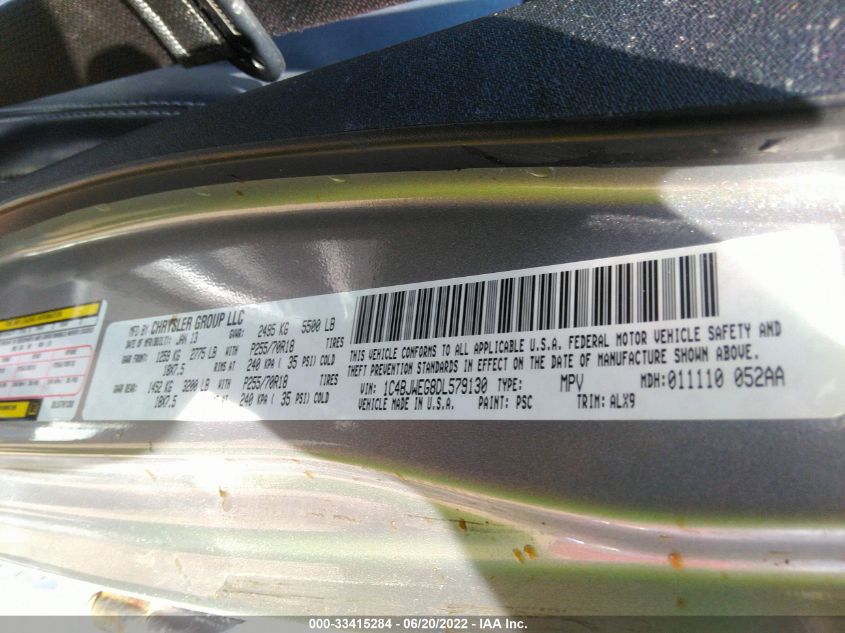 MFD BY CHRYSLER GROUP LLC
DATE OF MFR JAN 13 GVWR: 2495 KG 5500 LB
GAWR FRONT: 1259 KG 2775 LB WITH P255/70R18 TIRES
18X7.5 240 KPA ( 35 PSI) COLD
GAWR REAR: 1452 KG 3200 LB WITH P255/70R18 TIRES
18X7.5 AT 240 KPA ( 35 PSI) COLD
THIS VEHICLE CONFORMS TO ALL APPLICABLE U.S.A. FEDERAL MOTOR VEHICLE SAFETY AND
THEFT PREVENTION STANDARDS IN EFFECT ON THE DATE OF MANUFACTURE SHOWN ABOVE.
VIN: 1C4BJWEG8DL579130 TYPE: MPV MDH:011110 052AA
VEHICLE MADE IN U.S.A. PAINT: PSC TRIM: ALX9
000-33415284 - 06/20/2022 - IAA Inc.